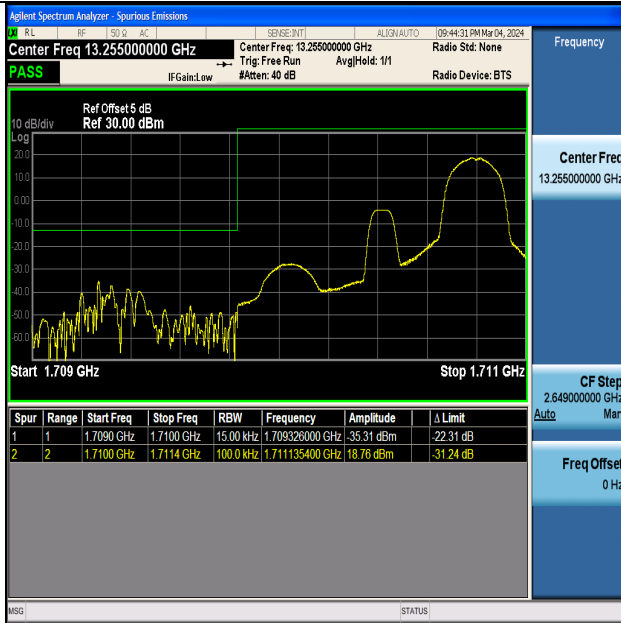 Agilent Spectrum Analyzer - Spurious Emissions
RL RF 50 Ω AC SENSE:INT ALIGNAUTO 09:44:31 PM Mar 04, 2024
Center Freq 13.255000000 GHz
Center Freq: 13.255000000 GHz
Radio Std: None
Trig: Free Run Avg|Hold: 1/1
PASS
IFGain:Low
#Atten: 40 dB
Radio Device: BTS
Ref Offset 5 dB
10 dB/div Ref 30.00 dBm
Log
20.0
10.0
0.00
-10.0
-20.0
-30.0
-40.0
-50.0
-60.0
Start 1.709 GHz Stop 1.711 GHz
Spur Range Start Freq Stop Freq RBW Frequency Amplitude Δ Limit
1 1 1.7090 GHz 1.7100 GHz 15.00 kHz 1.709326000 GHz -35.31 dBm -22.31 dB
2 2 1.7100 GHz 1.7114 GHz 100.0 kHz 1.711135400 GHz 18.76 dBm -31.24 dB
MSG STATUS
Frequency
Center Freq
13.255000000 GHz
CF Step
2.649000000 GHz
Auto Man
Freq Offset
0 Hz